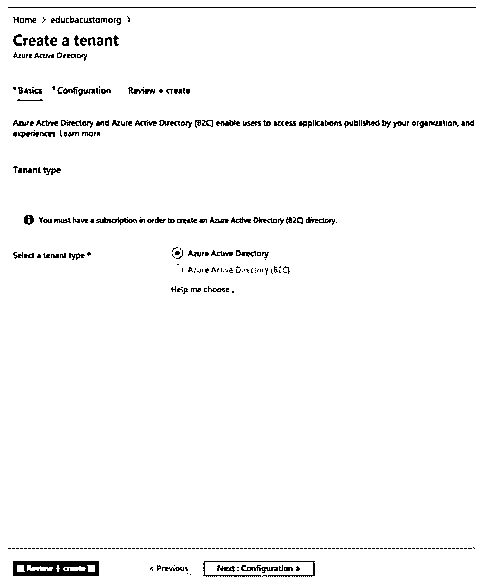 Home > educbacustomorg >
Create a tenant
Azure Active Directory
* Basics * Configuration Review + create
Azure Active Directory and Azure Active Directory (B2C) enable users to access applications published by your organization, and
experiences. Learn more
Tenant type
You must have a subscription in order to create an Azure Active Directory (B2C) directory.
Select a tenant type *
Azure Active Directory
Azure Active Directory (B2C)
Help me choose
Review + create
< Previous
Next : Configuration >